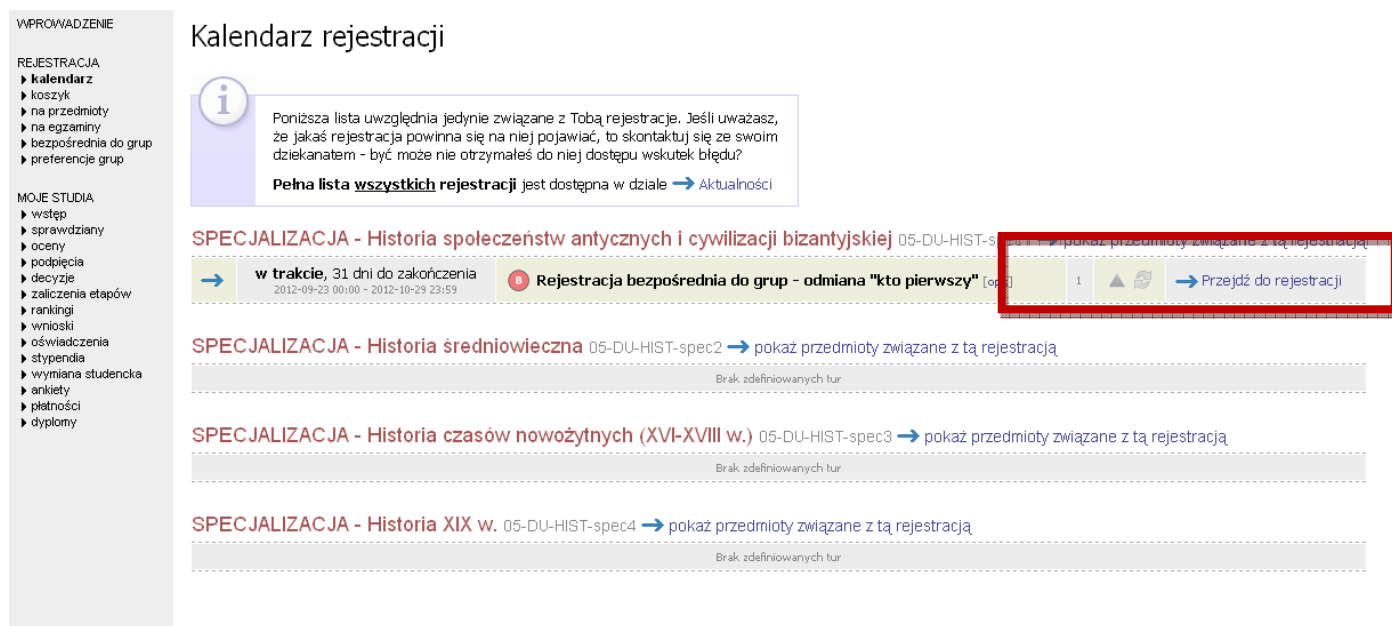 WPROWADZENIE
REJESTRACJA
kalendarz
koszyk
na przedmioty
na egzaminy
bezpośrednia do grup
preferencje grup
MOJE STUDIA
wstęp
sprawdziany
oceny
podpięcia
decyzje
zaliczenia etapów
rankingi
wnioski
oświadczenia
stypendia
wymiana studencka
ankiety
płatności
dyplomy
Kalendarz rejestracji
i
Poniższa lista uwzględnia jedynie związane z Tobą rejestracje. Jeśli uważasz,
że jakaś rejestracja powinna się na niej pojawiać, to skontaktuj się ze swoim
dziekanatem - być może nie otrzymałeś do niej dostępu wskutek błędu?
Pełna lista wszystkich rejestracji jest dostępna w dziale → Aktualności
SPECJALIZACJA - Historia społeczeństw antycznych i cywilizacji bizantyjskiej 05-DU-HIST- pokaż przedmioty związane z tą rejestracją
→ w trakcie, 31 dni do zakończenia B Rejestracja bezpośrednia do grup - odmiana "kto pierwszy" 1 → Przejdź do rejestracji
2012-09-23 00:00 - 2012-10-29 23:59
SPECJALIZACJA - Historia średniowieczna 05-DU-HIST-spec2 → pokaż przedmioty związane z tą rejestracją
Brak zdefiniowanych tur
SPECJALIZACJA - Historia czasów nowożytnych (XVI-XVIII w.) 05-DU-HIST-spec3 → pokaż przedmioty związane z tą rejestracją
Brak zdefiniowanych tur
SPECJALIZACJA - Historia XIX w. 05-DU-HIST-spec4 → pokaż przedmioty związane z tą rejestracją
Brak zdefiniowanych tur